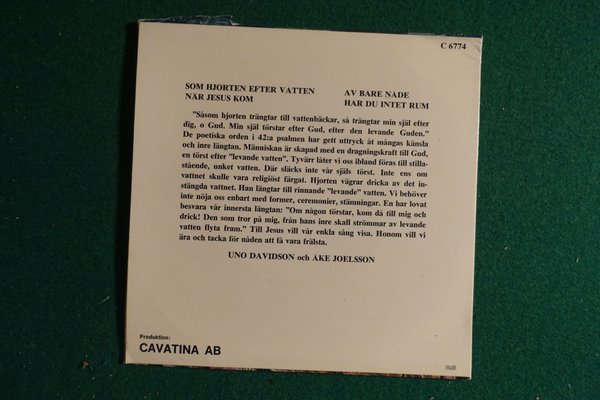 C 6774
SOM HJORTEN EFTER VATTEN
NÄR JESUS KOM
AV BARE NÅDE
HAR DU INTET RUM
"Såsom hjorten trängtar till vattenbäckar, så trängtar min själ efter
dig, o Gud. Min själ törstar efter Gud, efter den levande Guden."
De poetiska orden i 42:a psalmen har gett uttryck åt mångas känsla
och inre längtan. Människan är skapad med en dragningskraft till Gud,
en törst efter "levande vatten". Tyvärr låter vi oss ibland föras till stilla-
stående, unket vatten. Där släcks inte vår själs törst. Inte ens om
vattnet skulle vara religiöst färgat. Hjorten vägrar dricka av det in-
stängda vattnet. Han längtar till rinnande "levande" vatten. Vi behöver
inte nöja oss enbart med former, ceremonier, stämningar. En har lovat
besvara vår innersta längtan: "Om någon törstar, kom då till mig och
drick! Den som tror på mig, från hans inre skall strömmar av levande
vatten flyta fram." Till Jesus vill vår enkla sång visa. Honom vill vi
ära och tacka för nåden att få vara frälsta.
UNO DAVIDSON och ÅKE JOELSSON
Produktion:
CAVATINA AB